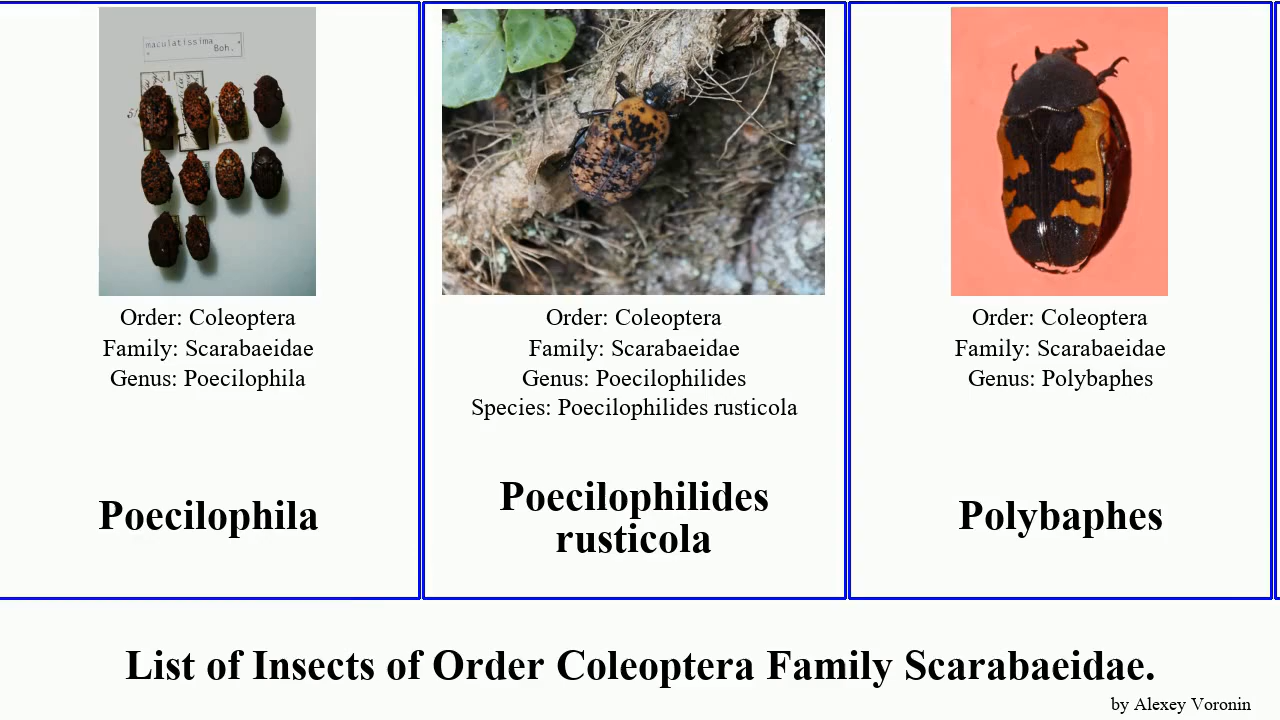 maculatissima
Boh.
Order: Coleoptera
Family: Scarabaeidae
Genus: Poecilophila
Poecilophila
Order: Coleoptera
Family: Scarabaeidae
Genus: Poecilophilides
Species: Poecilophilides rusticola
Poecilophilides
rusticola
Order: Coleoptera
Family: Scarabaeidae
Genus: Polybaphes
Polybaphes
List of Insects of Order Coleoptera Family Scarabaeidae.
by Alexey Voronin